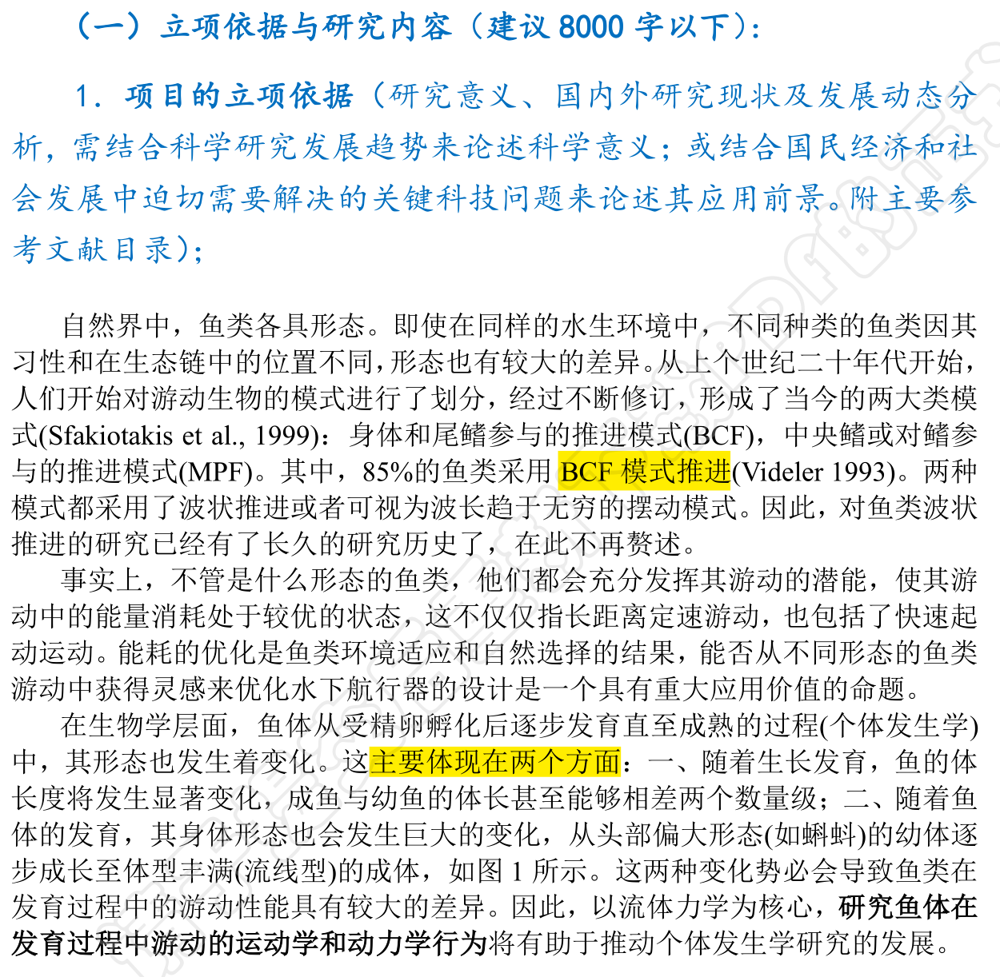 （一）立项依据与研究内容（建议 8000 字以下）：
1. 项目的立项依据（研究意义、国内外研究现状及发展动态分
析，需结合科学研究发展趋势来论述科学意义；或结合国民经济和社
会发展中迫切需要解决的关键科技问题来论述其应用前景。附主要参
考文献目录）；
自然界中，鱼类各具形态。即使在同样的水生环境中，不同种类的鱼类因其
习性和在生态链中的位置不同，形态也有较大的差异。从上个世纪二十年代开始，
人们开始对游动生物的模式进行了划分，经过不断修订，形成了当今的两大类模
式(Sfakiotakis et al., 1999)：身体和尾鳍参与的推进模式(BCF)，中央鳍或对鳍参
与的推进模式(MPF)。其中，85%的鱼类采用 BCF 模式推进(Videler 1993)。两种
模式都采用了波状推进或者可视为波长趋于无穷的摆动模式。因此，对鱼类波状
推进的研究已经有了长久的研究历史了，在此不再赘述。
事实上，不管是什么形态的鱼类，他们都会充分发挥其游动的潜能，使其游
动中的能量消耗处于较优的状态，这不仅仅指长距离定速游动，也包括了快速起
动运动。能耗的优化是鱼类环境适应和自然选择的结果，能否从不同形态的鱼类
游动中获得灵感来优化水下航行器的设计是一个具有重大应用价值的命题。
在生物学层面，鱼体从受精卵孵化后逐步发育直至成熟的过程(个体发生学)
中，其形态也发生着变化。这主要体现在两个方面：一、随着生长发育，鱼的体
长度将发生显著变化，成鱼与幼鱼的体长甚至能够相差两个数量级；二、随着鱼
体的发育，其身体形态也会发生巨大的变化，从头部偏大形态(如蝌蚪)的幼体逐
步成长至体型丰满(流线型)的成体，如图 1 所示。这两种变化势必会导致鱼类在
发育过程中的游动性能具有较大的差异。因此，以流体力学为核心，研究鱼体在
发育过程中游动的运动学和动力学行为将有助于推动个体发生学研究的发展。